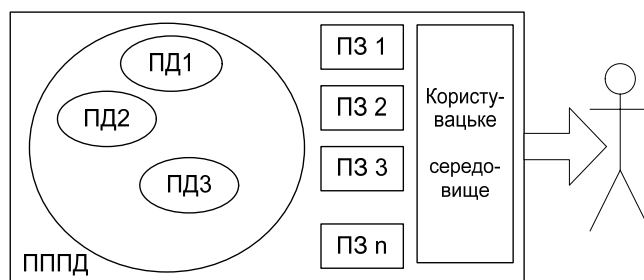 ПД1
ПД2
ПД3
ПППД
ПЗ 1
ПЗ 2
ПЗ 3
ПЗ n
Користу-
вацьке
середо-
вище